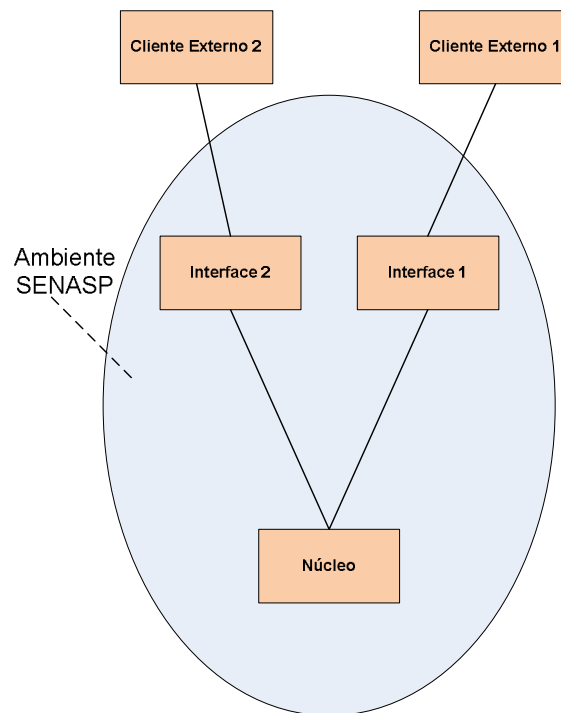 Cliente Externo 2
Cliente Externo 1
Ambiente
SENASP
Interface 2
Interface 1
Núcleo